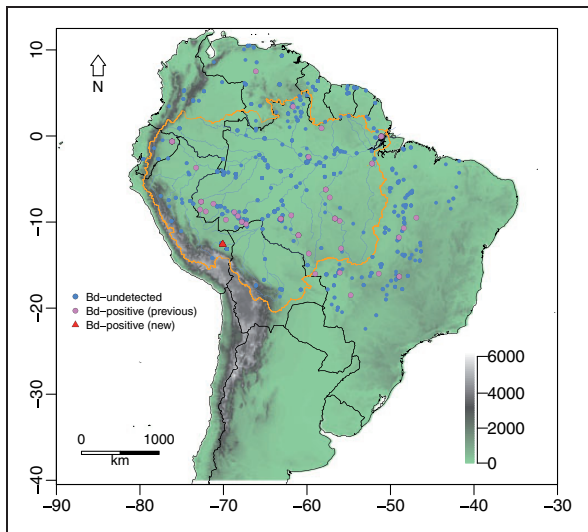 10
0
−10
−20
−30
−40
N
Bd−undetected
Bd−positive (previous)
Bd−positive (new)
0 1000
km
6000
4000
2000
0
−90 −80 −70 −60 −50 −40 −30